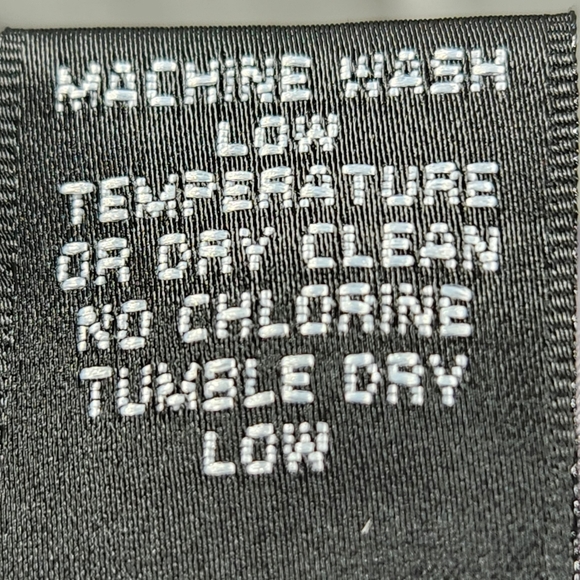 MACHINE WASH
LOW
TEMPERATURE
OR DRY CLEAN
NO CHLORINE
TUMBLE DRY
LOW